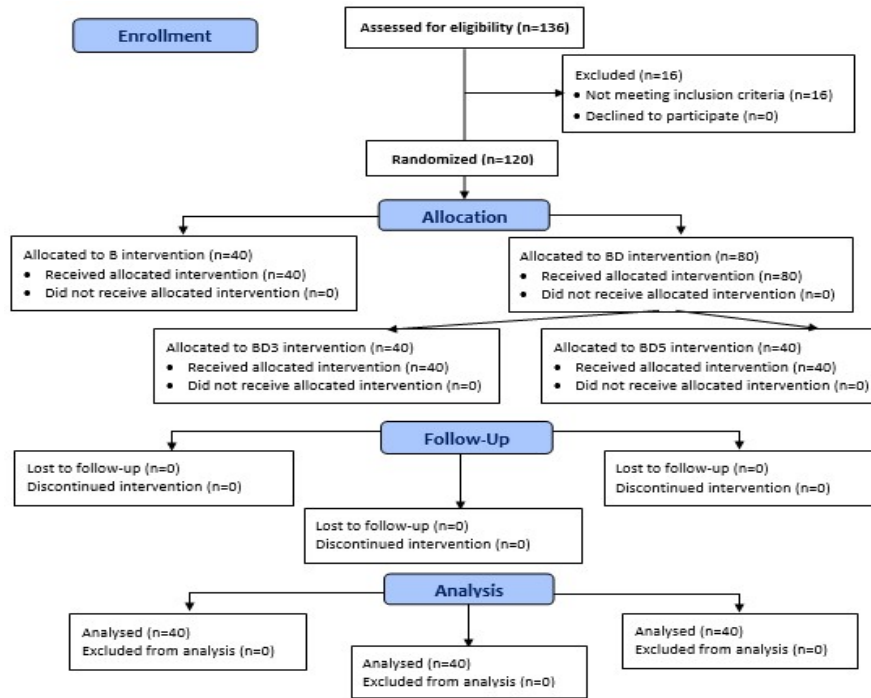 Enrollment
Assessed for eligibility (n=136)
Excluded (n=16)
• Not meeting inclusion criteria (n=16)
• Declined to participate (n=0)
Randomized (n=120)
Allocation
Allocated to B intervention (n=40)
• Received allocated intervention (n=40)
• Did not receive allocated intervention (n=0)
Allocated to BD intervention (n=80)
• Received allocated intervention (n=80)
• Did not receive allocated intervention (n=0)
Allocated to BD3 intervention (n=40)
• Received allocated intervention (n=40)
• Did not receive allocated intervention (n=0)
Allocated to BD5 intervention (n=40)
• Received allocated intervention (n=40)
• Did not receive allocated intervention (n=0)
Follow-Up
Lost to follow-up (n=0)
Discontinued intervention (n=0)
Lost to follow-up (n=0)
Discontinued intervention (n=0)
Lost to follow-up (n=0)
Discontinued intervention (n=0)
Analysis
Analysed (n=40)
Excluded from analysis (n=0)
Analysed (n=40)
Excluded from analysis (n=0)
Analysed (n=40)
Excluded from analysis (n=0)